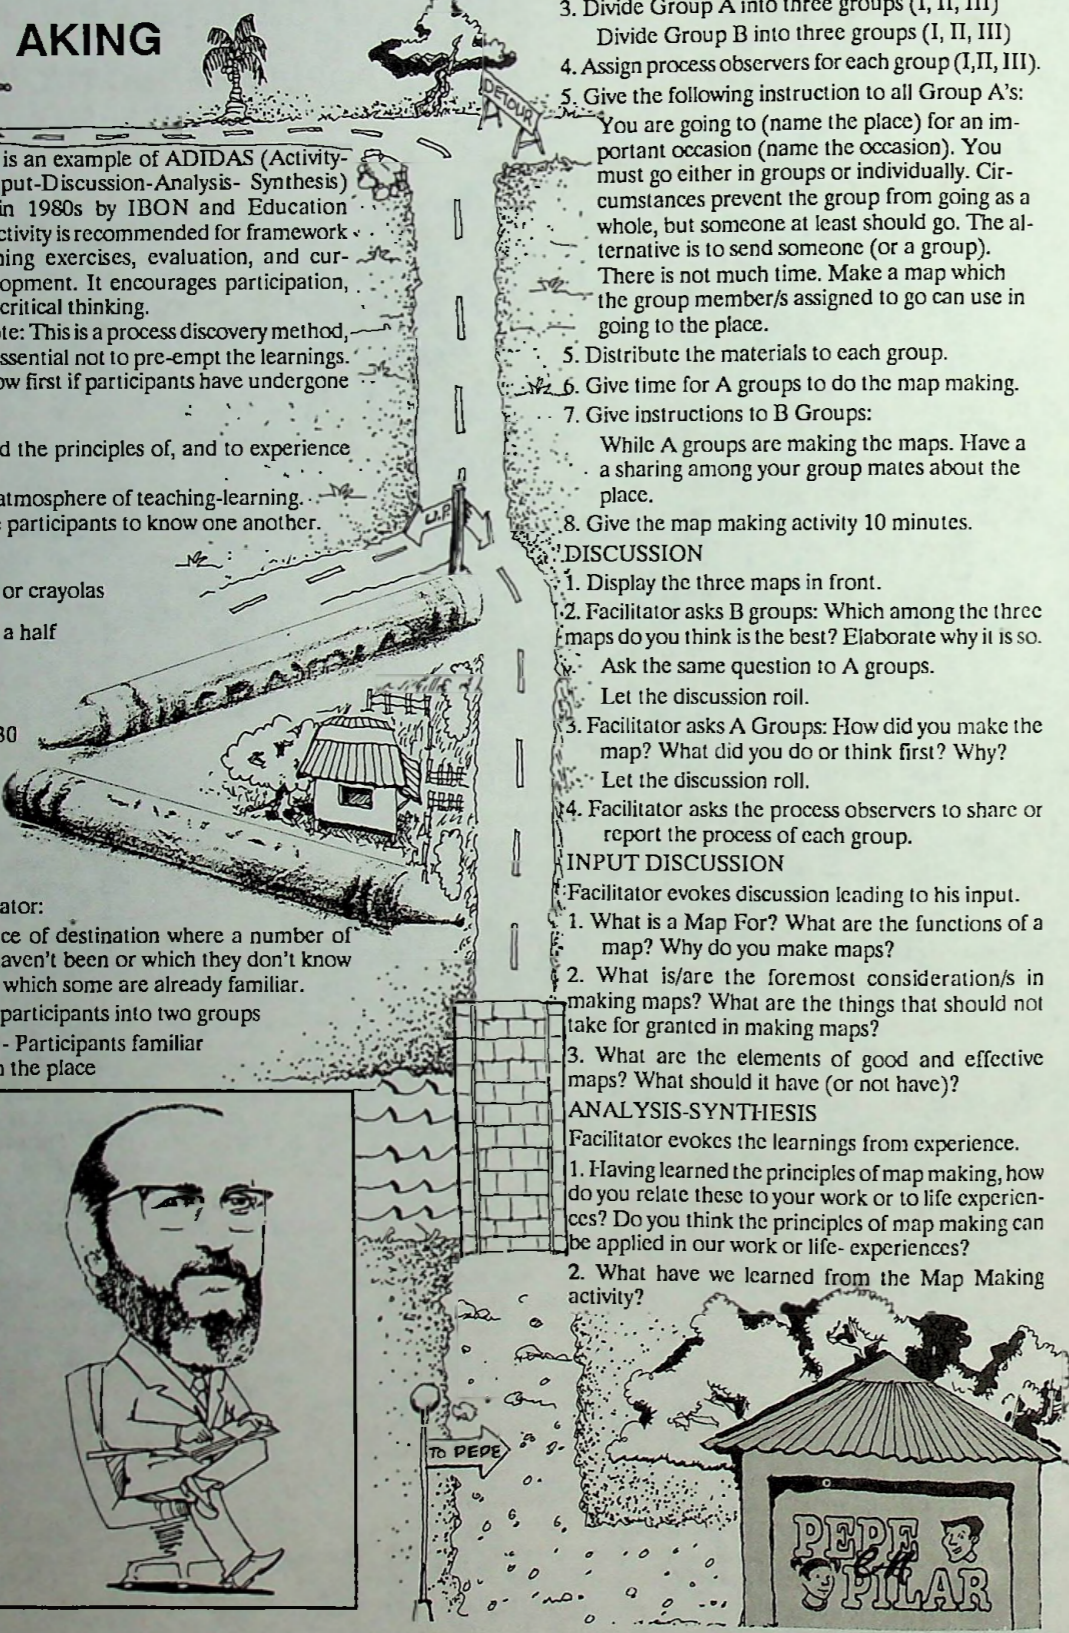 AKING
is an example of ADIDAS (Activity-
put-Discussion-Analysis- Synthesis)
in 1980s by IBON and Education
ctivity is recommended for framework
ning exercises, evaluation, and cur-
opment. It encourages participation,
critical thinking.
te: This is a process discovery method,
ssential not to pre-empt the learnings.
ow first if participants have undergone
d the principles of, and to experience
atmosphere of teaching-learning.
participants to know one another.
or crayolas
a half
30
ator:
ce of destination where a number of
aven't been or which they don't know
which some are already familiar.
participants into two groups
- Participants familiar
n the place
DETOUR
U.P.
3. Divide Group A into three groups (I, II, III)
Divide Group B into three groups (I, II, III)
4. Assign process observers for each group (I,II, III).
5. Give the following instruction to all Group A's:
You are going to (name the place) for an im-
portant occasion (name the occasion). You
must go either in groups or individually. Cir-
cumstances prevent the group from going as a
whole, but someone at least should go. The al-
ternative is to send someone (or a group).
There is not much time. Make a map which
the group member/s assigned to go can use in
going to the place.
5. Distribute the materials to each group.
6. Give time for A groups to do the map making.
7. Give instructions to B Groups:
While A groups are making the maps. Have a
a sharing among your group mates about the
place.
8. Give the map making activity 10 minutes.
DISCUSSION
1. Display the three maps in front.
2. Facilitator asks B groups: Which among the three
maps do you think is the best? Elaborate why it is so.
Ask the same question to A groups.
Let the discussion roil.
3. Facilitator asks A Groups: How did you make the
map? What did you do or think first? Why?
Let the discussion roll.
4. Facilitator asks the process observers to share or
report the process of each group.
INPUT DISCUSSION
Facilitator evokes discussion leading to his input.
1. What is a Map For? What are the functions of a
map? Why do you make maps?
2. What is/are the foremost consideration/s in
making maps? What are the things that should not
take for granted in making maps?
3. What are the elements of good and effective
maps? What should it have (or not have)?
ANALYSIS-SYNTHESIS
Facilitator evokes the learnings from experience.
1. Having learned the principles of map making, how
do you relate these to your work or to life experien-
ces? Do you think the principles of map making can
be applied in our work or life- experiences?
2. What have we learned from the Map Making
activity?
TO PEPE
PEPE
PILAR